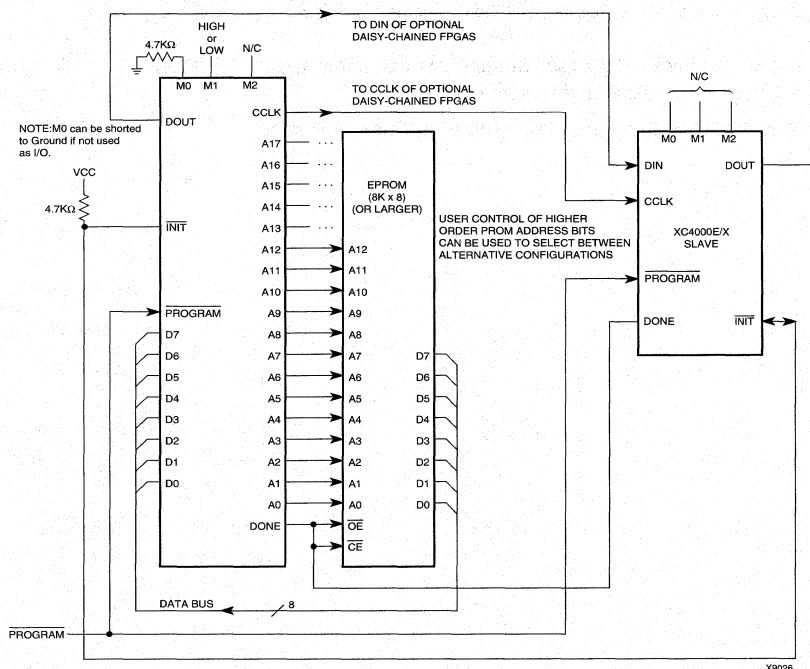 HIGH
or
LOW
N/C
4.7KΩ
M0 M1 M2
TO DIN OF OPTIONAL
DAISY-CHAINED FPGAS
TO CCLK OF OPTIONAL
DAISY-CHAINED FPGAS
N/C
M0 M1 M2
NOTE:M0 can be shorted
to Ground if not used
as I/O.
VCC
4.7KΩ
DOUT
INIT
PROGRAM
D7
D6
D5
D4
D3
D2
D1
D0
CCLK
A17 ...
A16 ...
A15 ...
A14 ...
A13 ...
A12
A11
A10
A9
A8
A7
A6
A5
A4
A3
A2
A1
A0
DONE
EPROM
(8K x 8)
(OR LARGER)
A12
A11
A10
A9
A8
A7
A6
A5
A4
A3
A2
A1
A0
OE
CE
D7
D6
D5
D4
D3
D2
D1
D0
USER CONTROL OF HIGHER
ORDER PROM ADDRESS BITS
CAN BE USED TO SELECT BETWEEN
ALTERNATIVE CONFIGURATIONS
DIN
DOUT
CCLK
XC4000E/X
SLAVE
PROGRAM
DONE
INIT
DATA BUS
8
PROGRAM
X9026